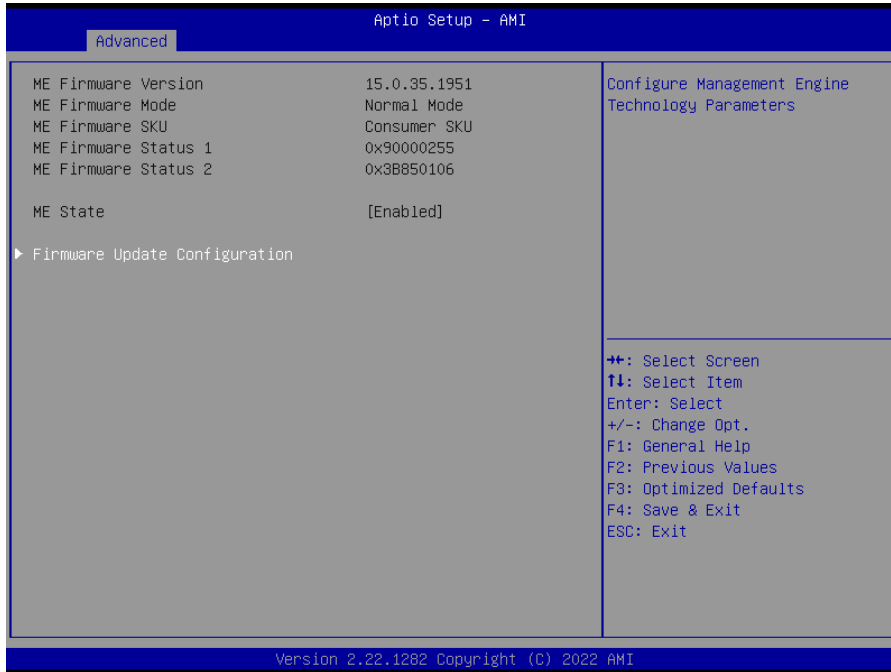 Aptio Setup – AMI
Advanced
ME Firmware Version 15.0.35.1951
ME Firmware Mode Normal Mode
ME Firmware SKU Consumer SKU
ME Firmware Status 1 0x90000255
ME Firmware Status 2 0x3B850106
ME State [Enabled]
Firmware Update Configuration
Configure Management Engine
Technology Parameters
→←: Select Screen
↑↓: Select Item
Enter: Select
+/-: Change Opt.
F1: General Help
F2: Previous Values
F3: Optimized Defaults
F4: Save & Exit
ESC: Exit
Version 2.22.1282 Copyright (C) 2022 AMI